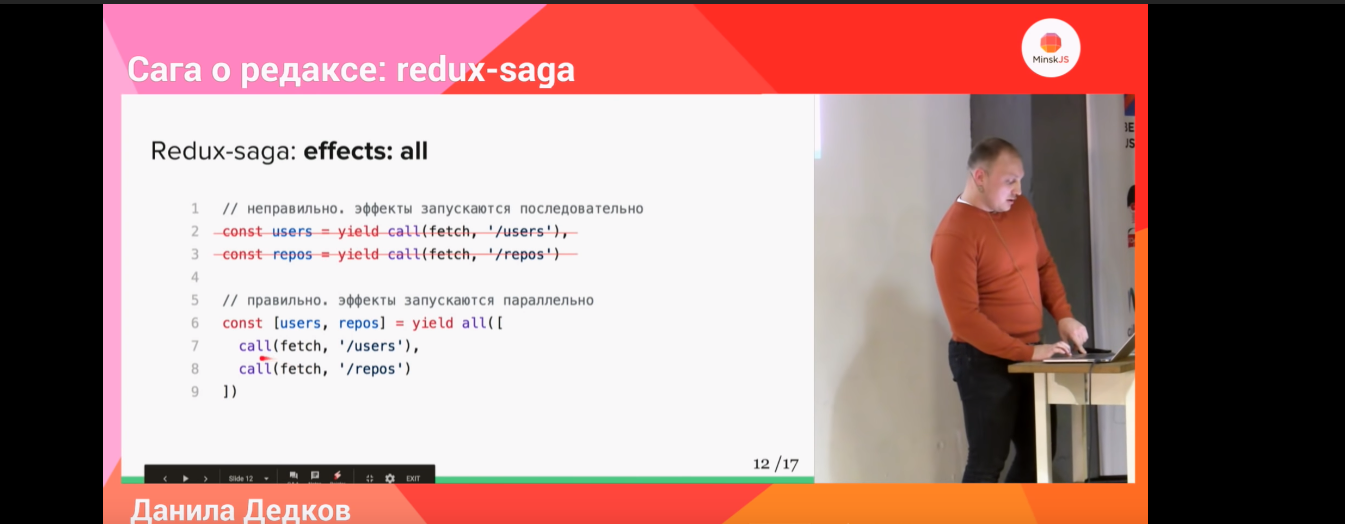 Сага о редаксе: redux-saga
MinskJS
Redux-saga: effects: all
1 // неправильно. эффекты запускаются последовательно
2 const users = yield call(fetch, '/users'),
3 const repos = yield call(fetch, '/repos')
4
5 // правильно. эффекты запускаются параллельно
6 const [users, repos] = yield all([
7 call(fetch, '/users'),
8 call(fetch, '/repos')
9 ])
12 /17
Slide 12
EXIT
Данила Дедков